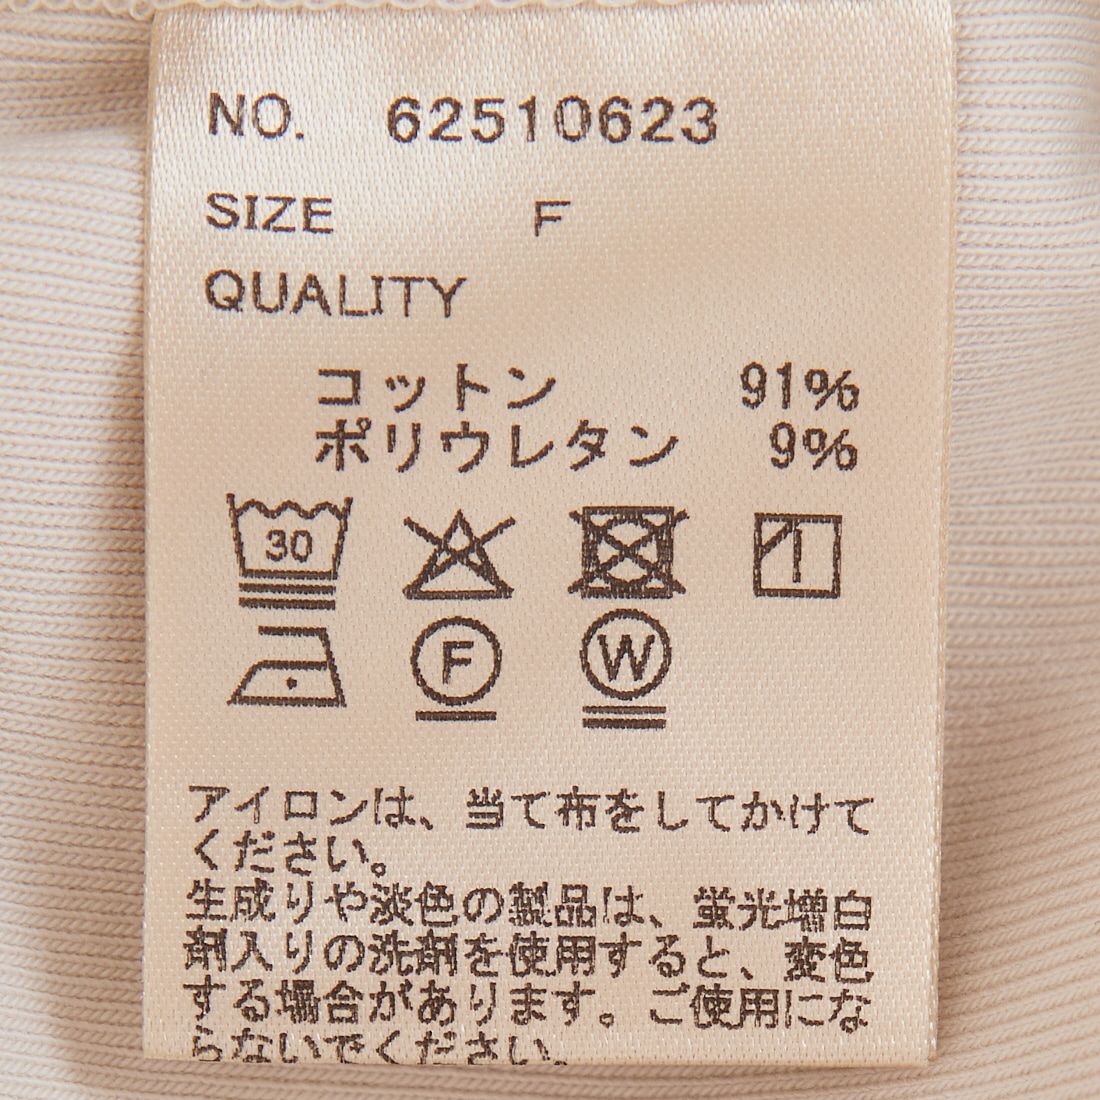 NO. 62510623
SIZE F
QUALITY
コットン 91%
ポリウレタン 9%
30
F W
アイロンは、当て布をしてかけて
ください。
生成りや淡色の製品は、蛍光増白
剤入りの洗剤を使用すると、変色
する場合があります。ご使用にな
らないでください。